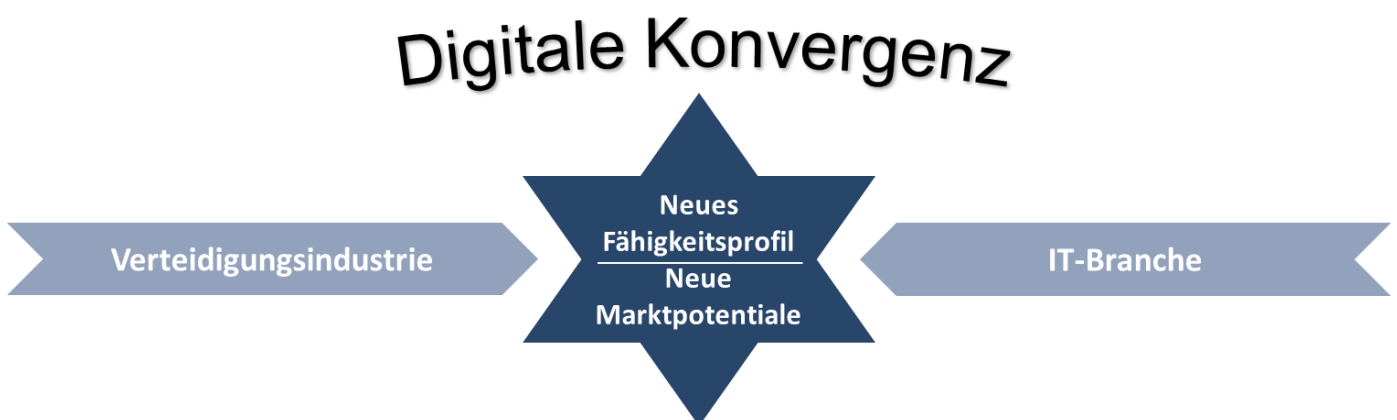 Digitale Konvergenz
Neues
Fähigkeitsprofil
Neue
Marktpotentiale
Verteidigungsindustrie
IT-Branche